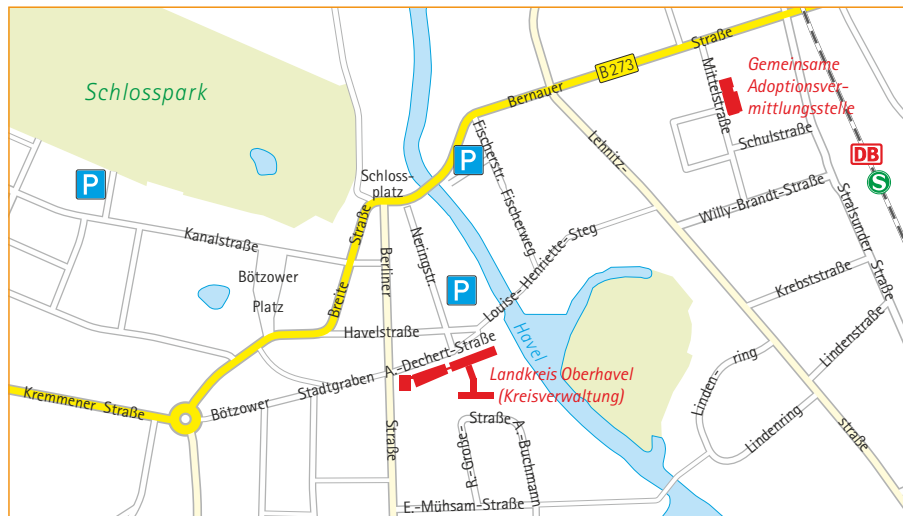 Schlosspark
P
Kanalstraße
Bötzower
Platz
Kremmener Straße
Bötzower
Stadtgraben
Breite
Straße
Schloss-
platz
Berliner
Straße
Neringstr.
Havelstraße
A.-Dechert-Straße
P
P
Fischerstr.
Fischerweg
Louise-Henriette-Steg
Havel
Bernauer
B 273
Straße
Lehnitz-
straße
Mittelstraße
Gemeinsame
Adoptionsver-
mittlungsstelle
Schulstraße
DB
S
Willy-Brandt-Straße
Stralsunder
Straße
Krebststraße
Lindenstraße
Linden-
ring
Lindenring
Landkreis Oberhavel
(Kreisverwaltung)
Straße
R.-Große-
A.-Buchmann
E.-Mühsam-Straße